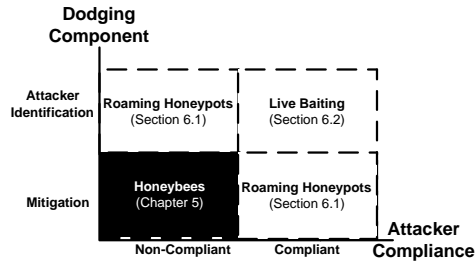 Dodging
Component
Attacker
Identification
Roaming Honeypots
(Section 6.1)
Live Baiting
(Section 6.2)
Mitigation
Honeybees
(Chapter 5)
Roaming Honeypots
(Section 6.1)
Attacker
Compliance
Non-Compliant
Compliant